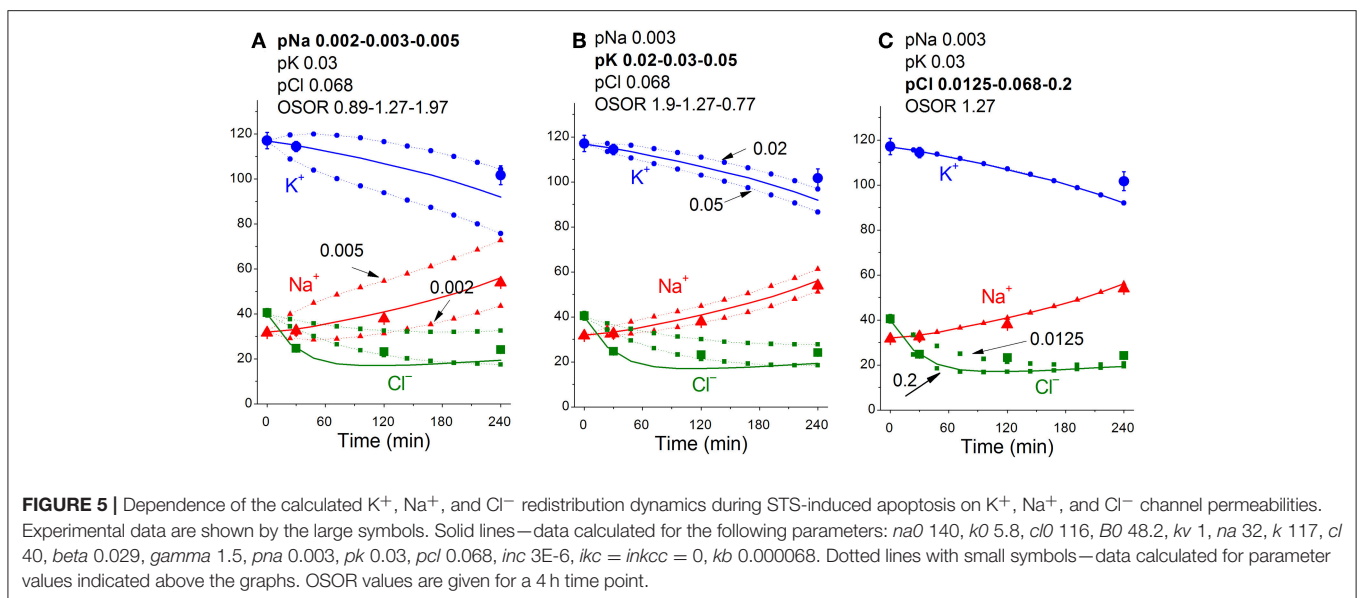 A pNa 0.002-0.003-0.005
pK 0.03
pCl 0.068
OSOR 0.89-1.27-1.97
120
100
80
60
40
20
0
K+
0.005
Na+
0.002
Cl−
0 60 120 180 240
Time (min)
B pNa 0.003
pK 0.02-0.03-0.05
pCl 0.068
OSOR 1.9-1.27-0.77
120
100
80
60
40
20
0
0.02
K+
0.05
Na+
Cl−
0 60 120 180 240
Time (min)
C pNa 0.003
pK 0.03
pCl 0.0125-0.068-0.2
OSOR 1.27
120
100
80
60
40
20
0
K+
Na+
0.0125
0.2
Cl−
0 60 120 180 240
Time (min)
FIGURE 5 | Dependence of the calculated K+, Na+, and Cl− redistribution dynamics during STS-induced apoptosis on K+, Na+, and Cl− channel permeabilities.
Experimental data are shown by the large symbols. Solid lines—data calculated for the following parameters: na0 140, k0 5.8, cl0 116, B0 48.2, kv 1, na 32, k 117, cl
40, beta 0.029, gamma 1.5, pna 0.003, pk 0.03, pcl 0.068, inc 3E-6, ikc = inkcc = 0, kb 0.000068. Dotted lines with small symbols—data calculated for parameter
values indicated above the graphs. OSOR values are given for a 4 h time point.